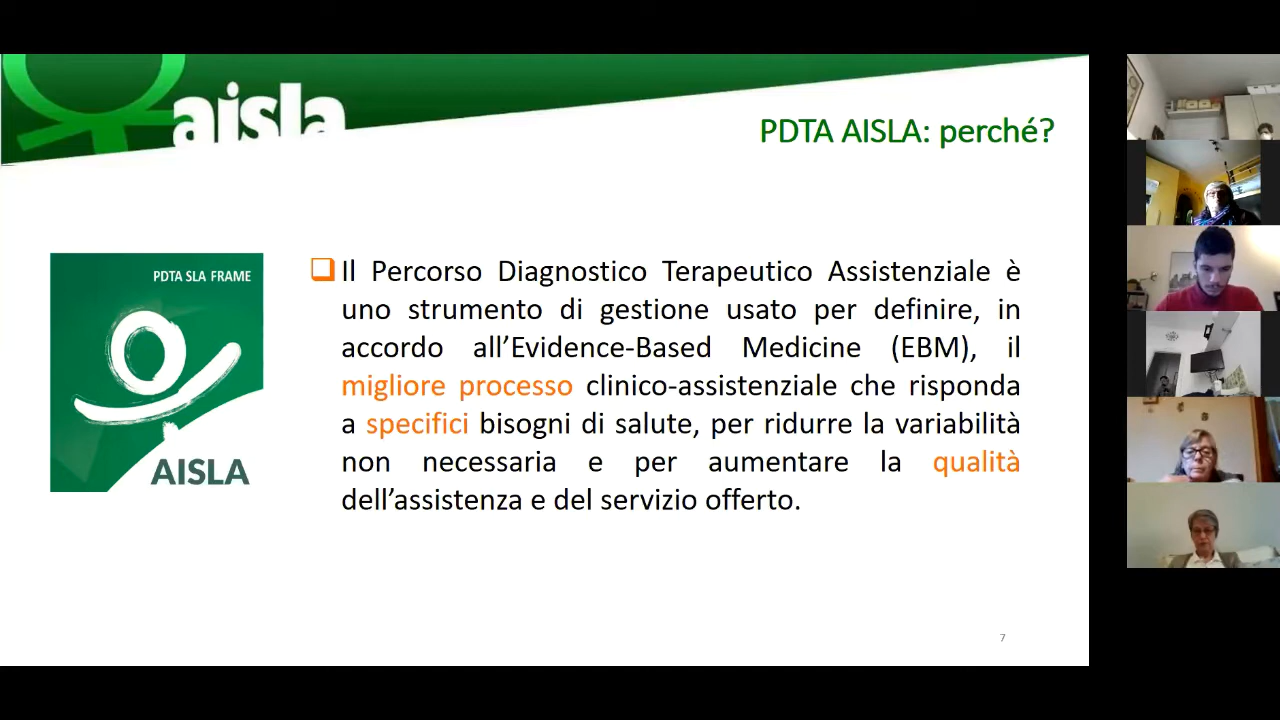 aisla
PDTA AISLA: perché?
PDTA SLA FRAME
AISLA
Il Percorso Diagnostico Terapeutico Assistenziale è
uno strumento di gestione usato per definire, in
accordo all’Evidence-Based Medicine (EBM), il
migliore processo clinico-assistenziale che risponda
a specifici bisogni di salute, per ridurre la variabilità
non necessaria e per aumentare la qualità
dell’assistenza e del servizio offerto.
7